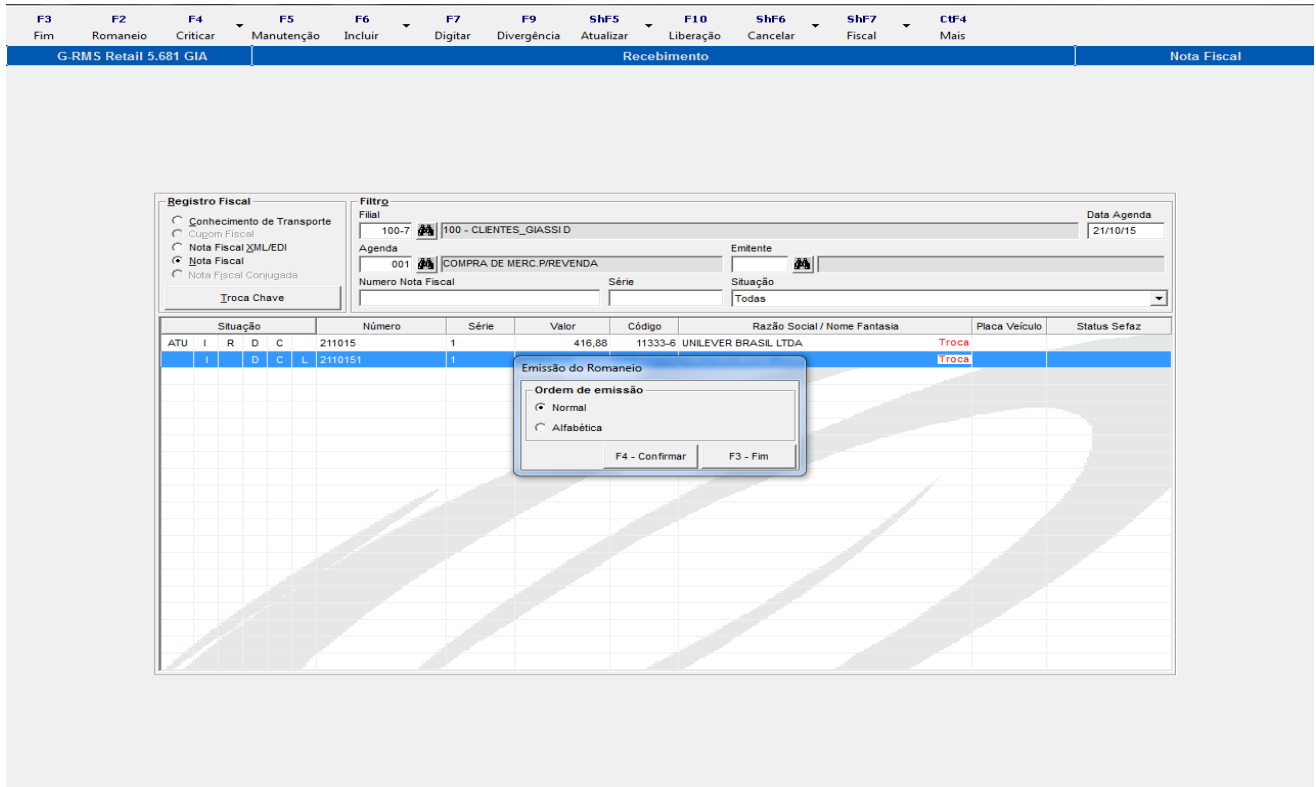 F3 F2 F4 F5 F6 F7 F9 ShF5 F10 ShF6 ShF7 CtF4
Fim Romaneio Criticar Manutenção Incluir Digitar Divergência Atualizar Liberação Cancelar Fiscal Mais
G-RMS Retail 5.681 GIA Recebimento Nota Fiscal
Registro Fiscal
Conhecimento de Transporte
Cupom Fiscal
Nota Fiscal XML/EDI
Nota Fiscal
Nota Fiscal Conjugada
Troca Chave
Filtro
Filial Data Agenda
100-7 100 - CLIENTES_GIASSI D 21/10/15
Agenda Emitente
001 COMPRA DE MERC.P/REVENDA
Numero Nota Fiscal Série Situação
Todas
Situação Número Série Valor Código Razão Social / Nome Fantasia Placa Veículo Status Sefaz
ATU I R D C 211015 1 416,88 11333-6 UNILEVER BRASIL LTDA Troca
I D C L 2110151 1 Troca
Emissão do Romaneio
Ordem de emissão
Normal
Alfabética
F4 - Confirmar F3 - Fim